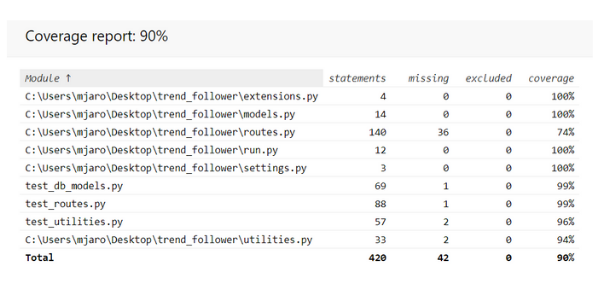 Coverage report: 90%
Module ↑ statements missing excluded coverage
C:\Users\mjaro\Desktop\trend_follower\extensions.py 4 0 0 100%
C:\Users\mjaro\Desktop\trend_follower\models.py 14 0 0 100%
C:\Users\mjaro\Desktop\trend_follower\routes.py 140 36 0 74%
C:\Users\mjaro\Desktop\trend_follower\run.py 12 0 0 100%
C:\Users\mjaro\Desktop\trend_follower\settings.py 3 0 0 100%
test_db_models.py 69 1 0 99%
test_routes.py 88 1 0 99%
test_utilities.py 57 2 0 96%
C:\Users\mjaro\Desktop\trend_follower\utilities.py 33 2 0 94%
Total 420 42 0 90%